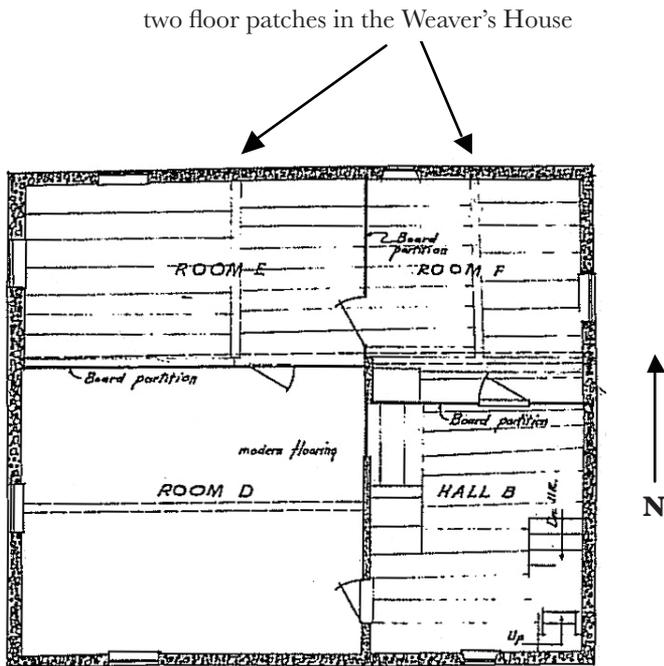 two floor patches in the Weaver's House
Board
partition
ROOM E
ROOM F
Board partition
Board partition
modern flooring
ROOM D
HALL B
N
Up